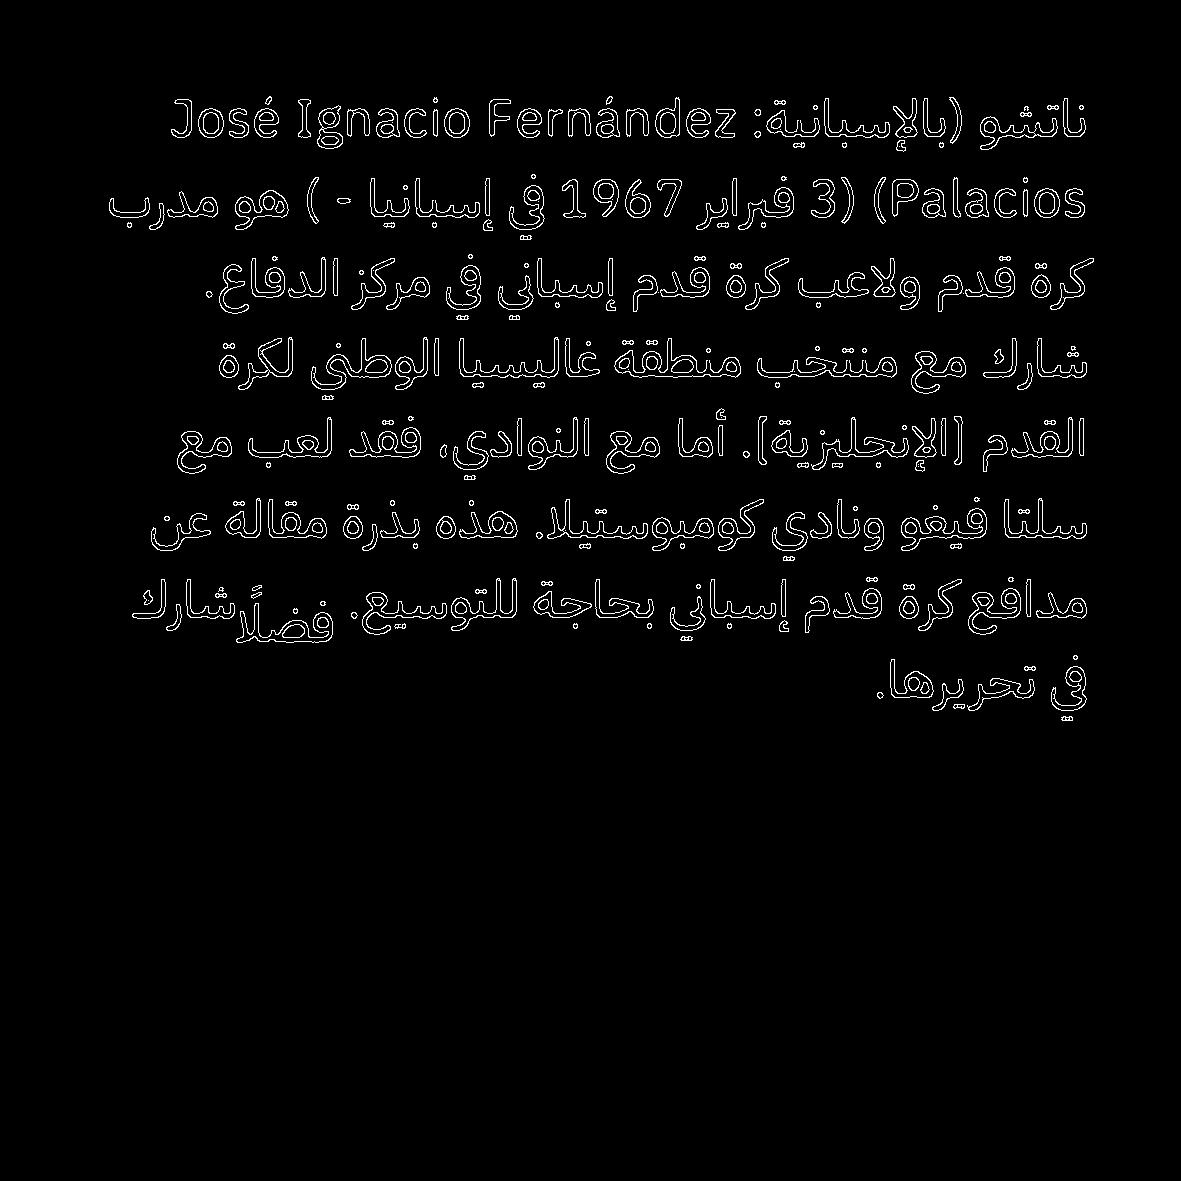 ناتشو (بالإسبانية: José Ignacio Fernández
Palacios) (3 فبراير 1967 في إسبانيا - ) هو مدرب
كرة قدم ولاعب كرة قدم إسباني في مركز الدفاع.
شارك مع منتخب منطقة غاليسيا الوطني لكرة
القدم [الإنجليزية]. أما مع النوادي، فقد لعب مع
سلتا فيغو ونادي كومبوستيلا. هذه بذرة مقالة عن
مدافع كرة قدم إسباني بحاجة للتوسيع. فضلًاشارك
في تحريرها.